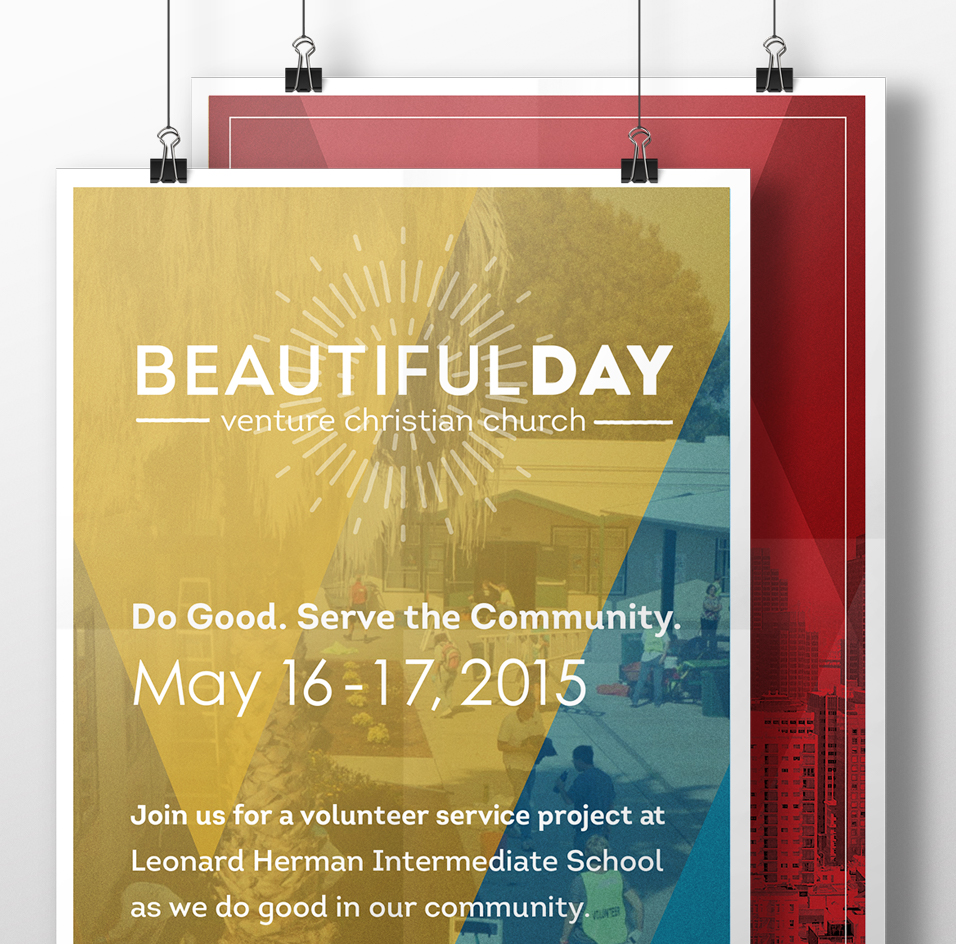 BEAUTIFULDAY
venture christian church
Do Good. Serve the Community.
May 16-17, 2015
Join us for a volunteer service project at
Leonard Herman Intermediate School
as we do good in our community.
VOLUNTEER